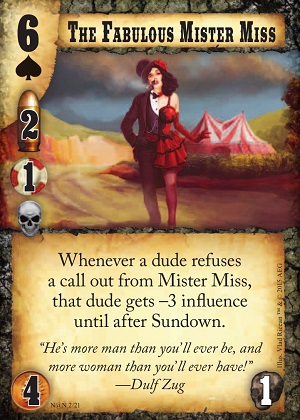 6
The Fabulous Mister Miss
2
1
Whenever a dude refuses
a call out from Mister Miss,
that dude gets –3 influence
until after Sundown.
“He’s more man than you’ll ever be, and
more woman than you’ll ever have!”
—Dulf Zug
4
1